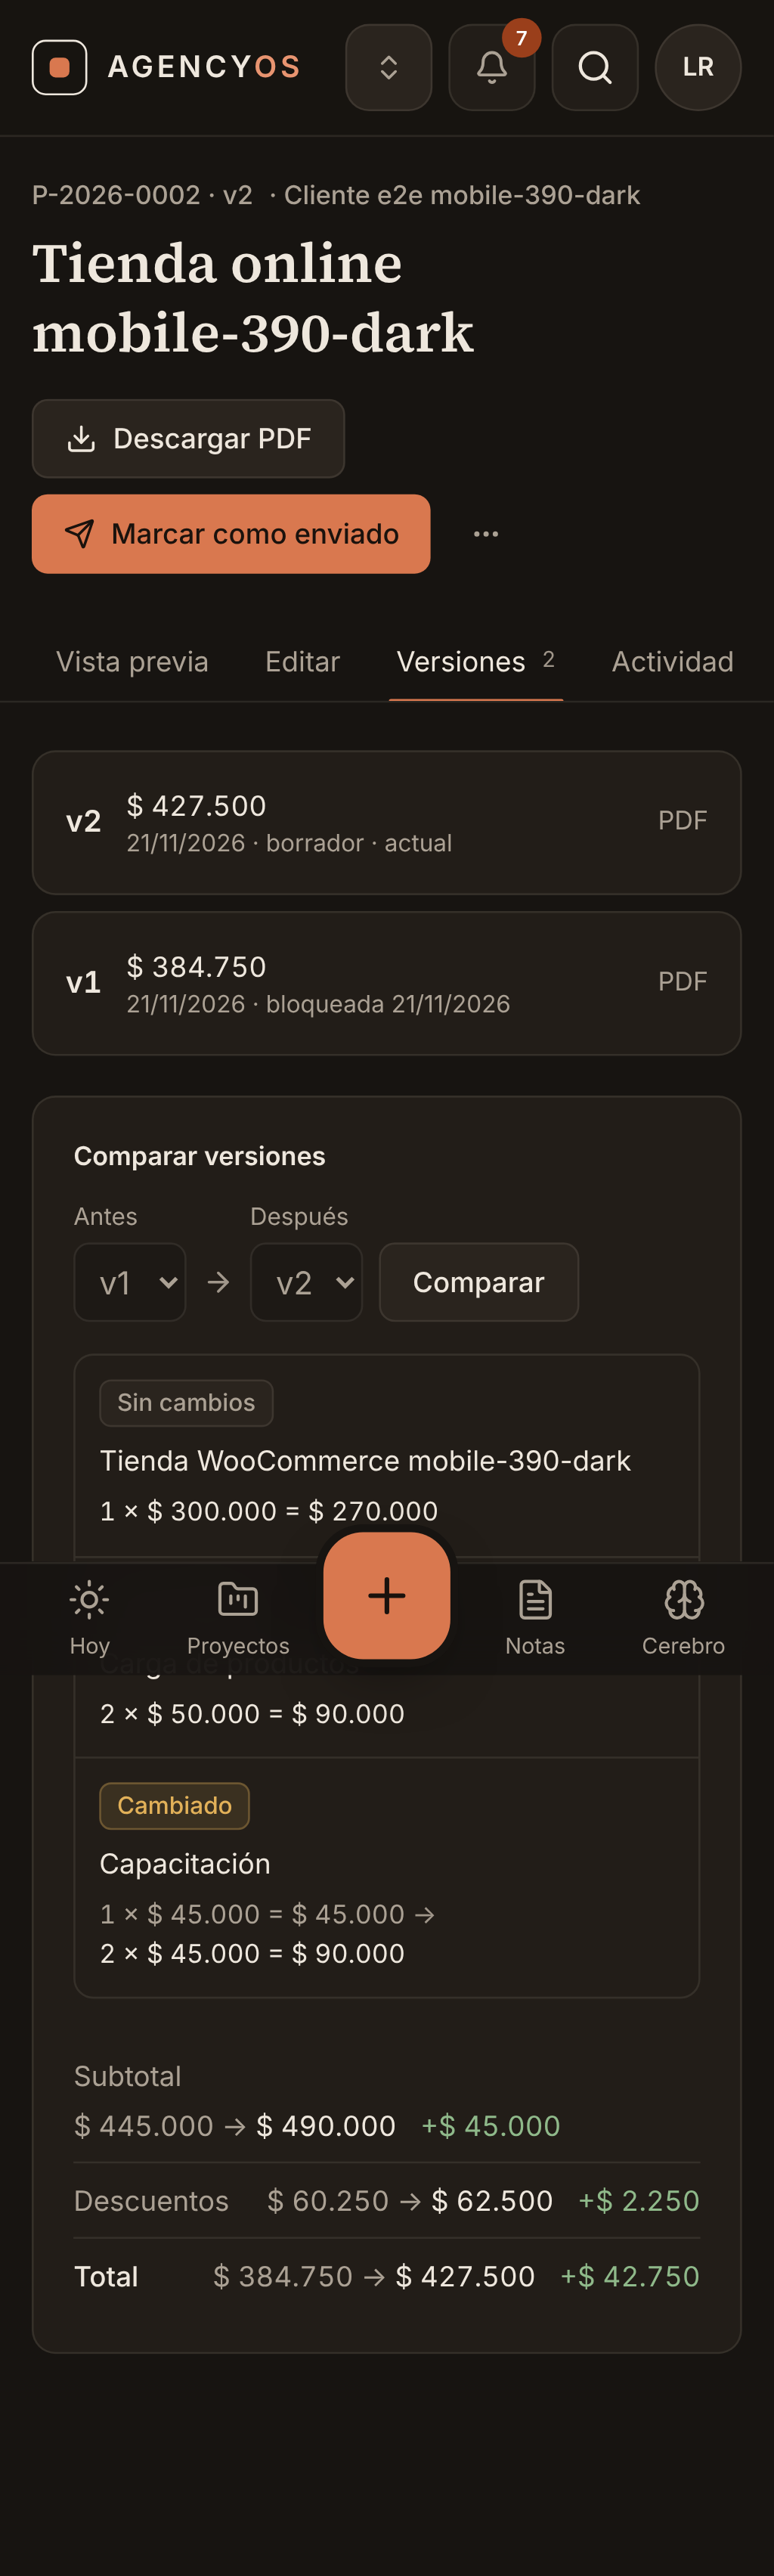 AGENCYOS
7
LR
P-2026-0002 · v2 · Cliente e2e mobile-390-dark
Tienda online
mobile-390-dark
Descargar PDF
Marcar como enviado
Vista previa Editar Versiones 2 Actividad
v2
$ 427.500
21/11/2026 · borrador · actual
PDF
v1
$ 384.750
21/11/2026 · bloqueada 21/11/2026
PDF
Comparar versiones
Antes Después
v1 → v2 Comparar
Sin cambios
Tienda WooCommerce mobile-390-dark
1 × $ 300.000 = $ 270.000
Hoy Proyectos Notas Cerebro
Carga de productos
2 × $ 50.000 = $ 90.000
Cambiado
Capacitación
1 × $ 45.000 = $ 45.000 →
2 × $ 45.000 = $ 90.000
Subtotal
$ 445.000 → $ 490.000 +$ 45.000
Descuentos $ 60.250 → $ 62.500 +$ 2.250
Total $ 384.750 → $ 427.500 +$ 42.750